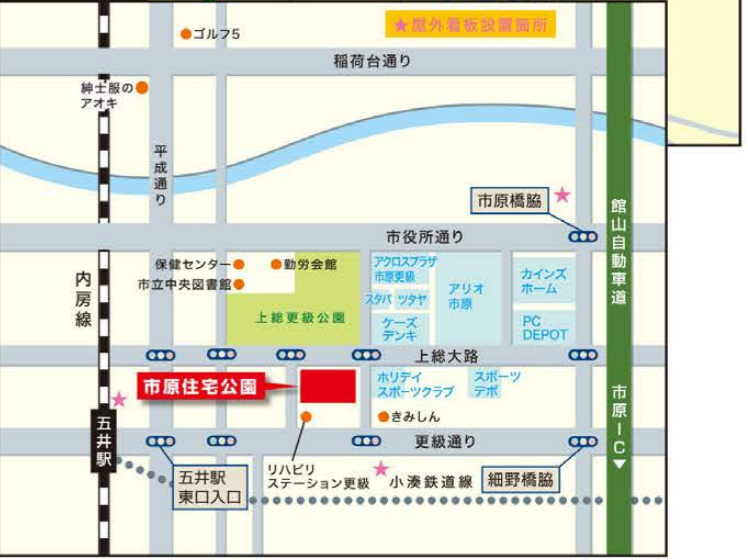 ゴルフ5
★屋外看板設置箇所
稲荷台通り
紳士服の
アオキ
平成通り
市原橋脇
市役所通り
館山自動車道
保健センター
勤労会館
市立中央図書館
上総更級公園
アクロスプラザ
市原更級
スタバ
ツタヤ
ケーズ
デンキ
アリオ
市原
カインズ
ホーム
PC
DEPOT
内房線
上総大路
市原住宅公園
ホリデイ
スポーツクラブ
スポーツ
デポ
きみしん
市原IC▼
五井駅
更級通り
五井駅
東口入口
リハビリ
ステーション更級
小湊鉄道線
細野橋脇